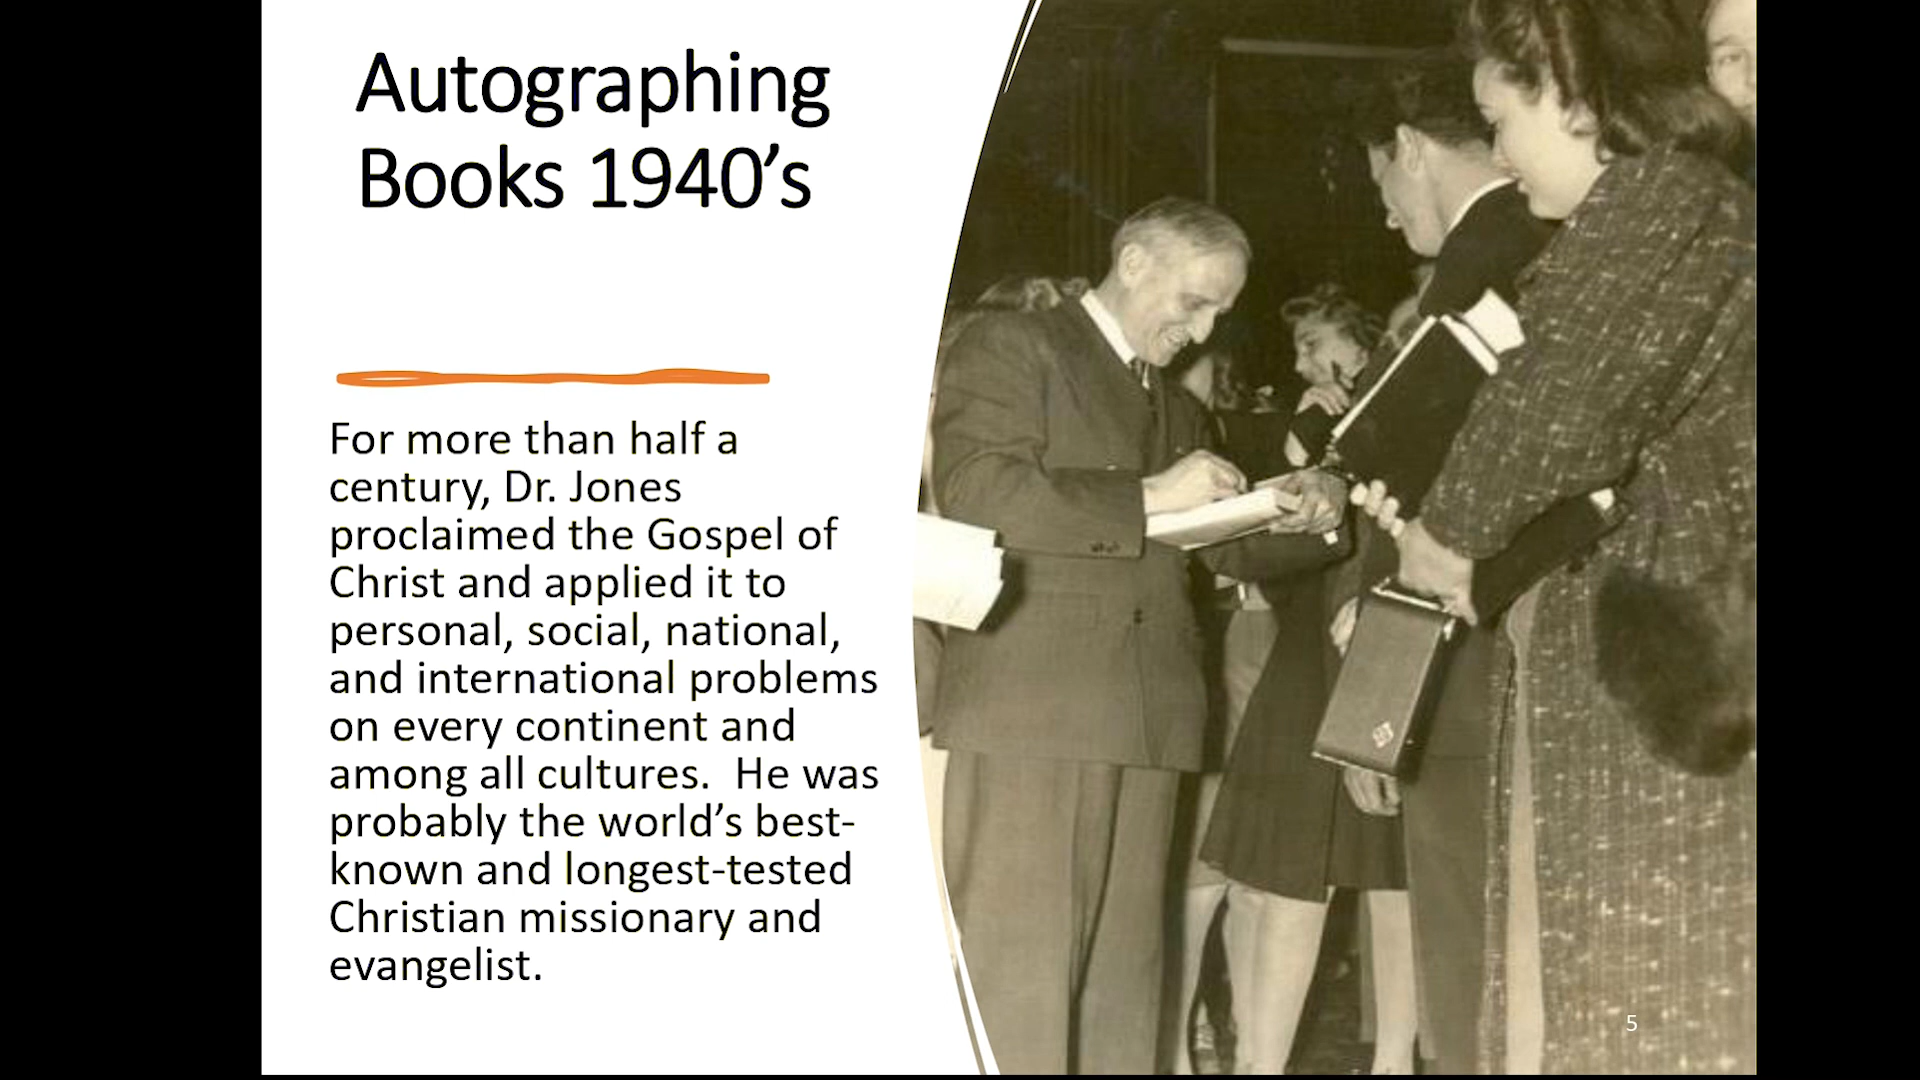 Autographing
Books 1940’s
For more than half a
century, Dr. Jones
proclaimed the Gospel of
Christ and applied it to
personal, social, national,
and international problems
on every continent and
among all cultures.  He was
probably the world’s best-
known and longest-tested
Christian missionary and
evangelist.
5